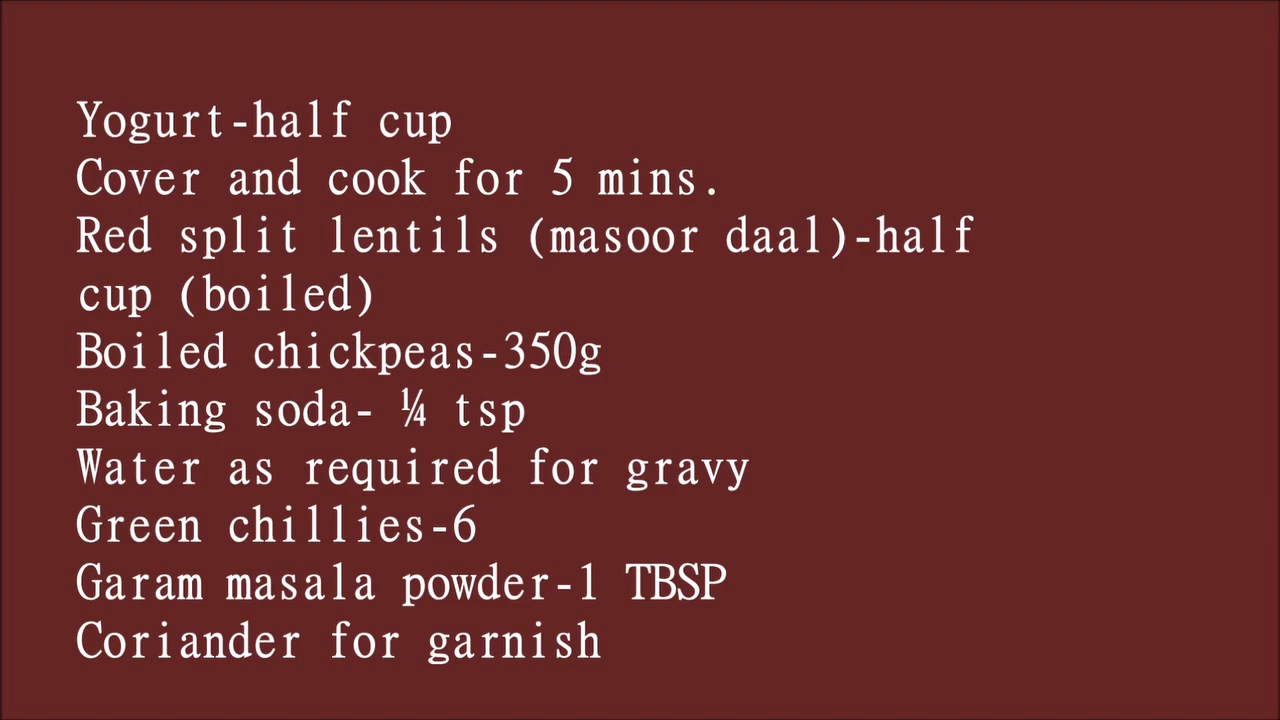 Yogurt-half cup
Cover and cook for 5 mins.
Red split lentils (masoor daal)-half
cup (boiled)
Boiled chickpeas-350g
Baking soda- ¼ tsp
Water as required for gravy
Green chillies-6
Garam masala powder-1 TBSP
Coriander for garnish